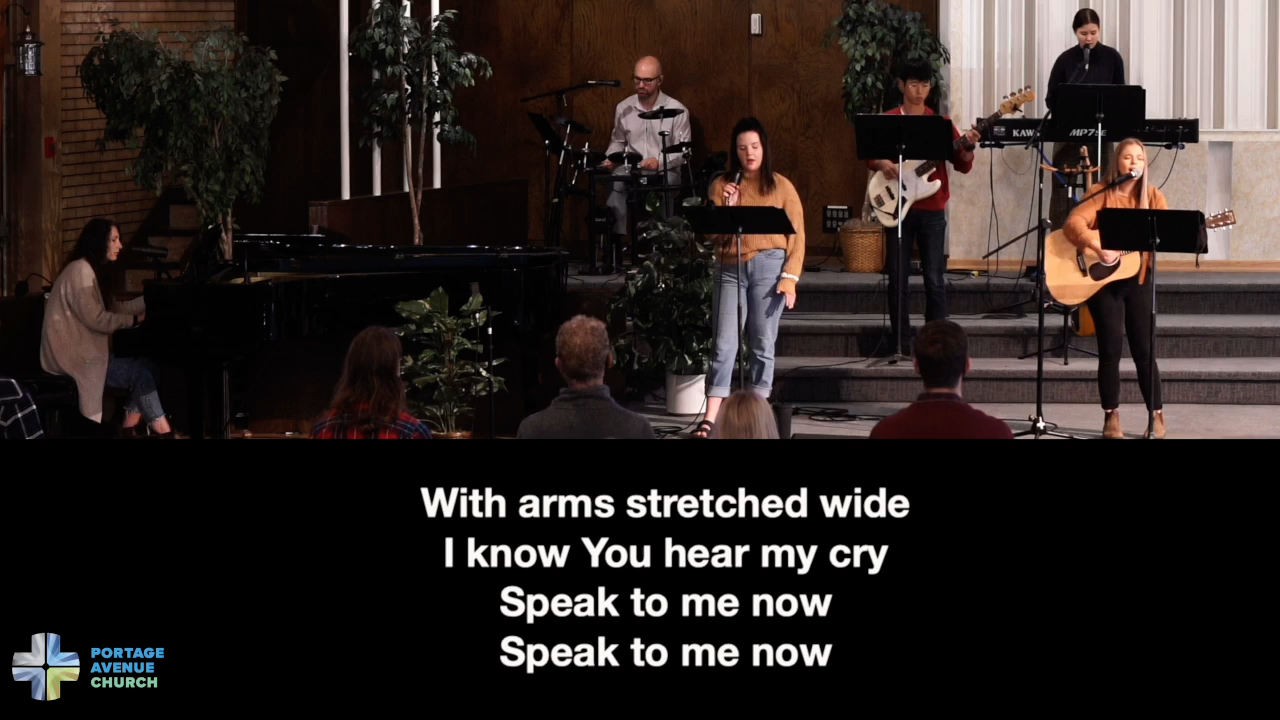 KAW
MP7SE
With arms stretched wide
I know You hear my cry
Speak to me now
Speak to me now
PORTAGE
AVENUE
CHURCH